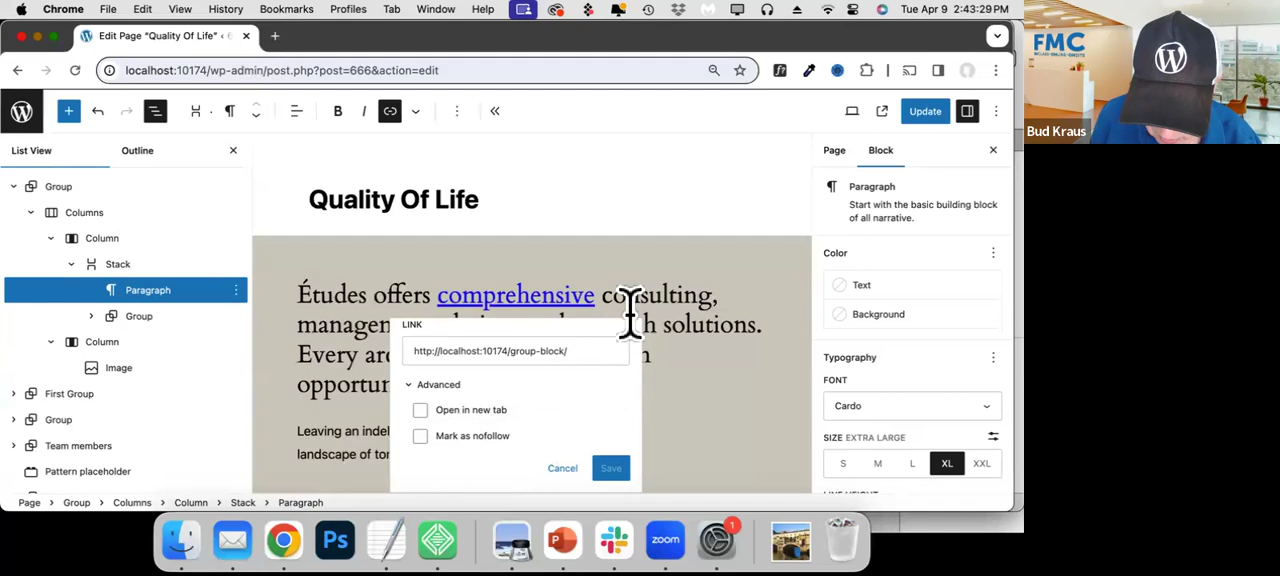 Chrome File Edit View History Bookmarks Profiles Tab Window Help Tue Apr 9 2:43:29 PM
Edit Page “Quality Of Life” ‹
localhost:10174/wp-admin/post.php?post=666&action=edit
B I Update
List View Outline
Page Block
Group
Columns
Column
Stack
Paragraph
Group
Column
Image
First Group
Group
Team members
Pattern placeholder
Quality Of Life
Études offers comprehensive consulting,
solutions.
Every
LINK
http://localhost:10174/group-block/
Advanced
Open in new tab
Mark as nofollow
Cancel Save
Paragraph
Start with the basic building block
of all narrative.
Color
Text
Background
Typography
FONT
Cardo
SIZE EXTRA LARGE
S M L XL XXL
Page > Group > Columns > Column > Stack > Paragraph
Ps
zoom
1
FMC
Bud Kraus